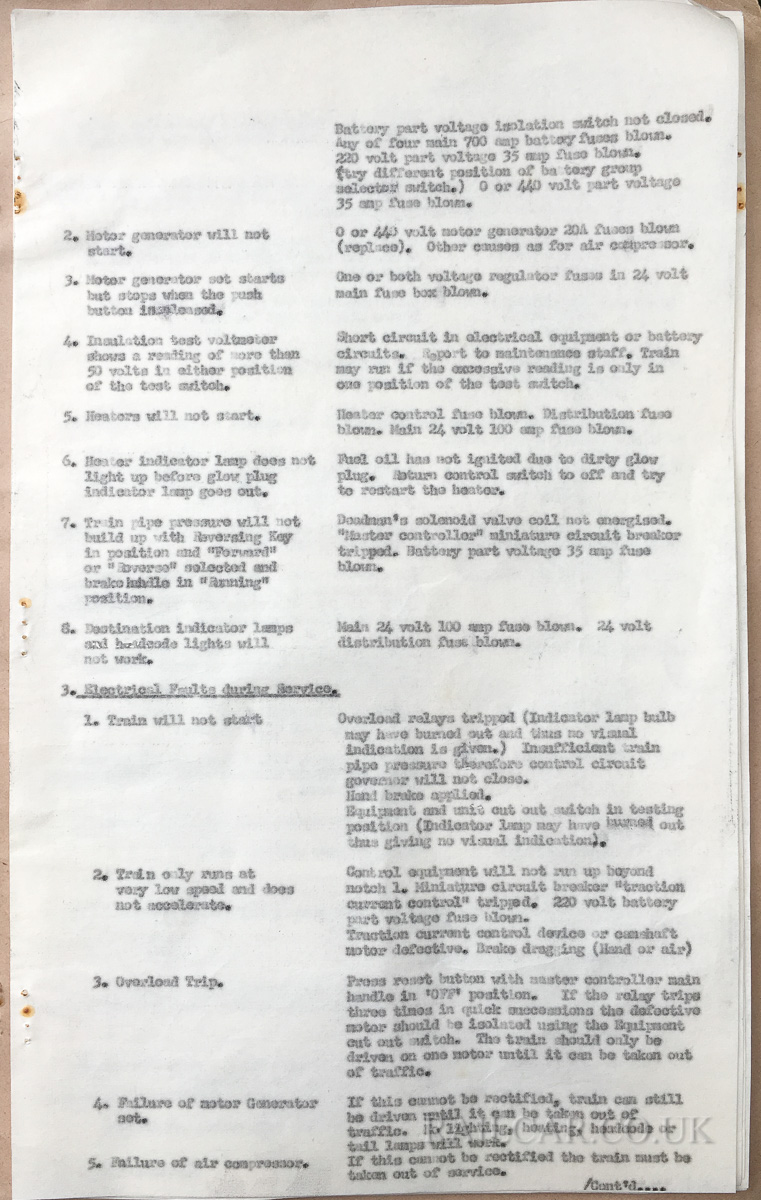 Battery part voltage isolation switch not closed.
Any of four main 700 amp battery fuses blown.
220 volt part voltage 35 amp fuse blown.
(try different position of battery group
selector switch.) 0 or 440 volt part voltage
35 amp fuse blown.
2. Motor generator will not
start.
0 or 440 volt motor generator 20A fuses blown
(replace). Other causes as for air compressor.
3. Motor generator set starts
but stops when the push
button is released.
One or both voltage regulator fuses in 24 volt
main fuse box blown.
4. Insulation test voltmeter
shows a reading of more than
50 volts in either position
of the test switch.
Short circuit in electrical equipment or battery
circuits. Report to maintenance staff. Train
may run if the excessive reading is only in
one position of the test switch.
5. Heaters will not start.
Heater control fuse blown. Distribution fuse
blown. Main 24 volt 100 amp fuse blown.
6. Heater indicator lamp does not
light up before glow plug
indicator lamp goes out.
Fuel oil has not ignited due to dirty glow
plug. Return control switch to off and try
to restart the heater.
7. Train pipe pressure will not
build up with Reversing Key
in position and "Forward"
or "Reverse" selected and
brake handle in "Running"
position.
Deadman's solenoid valve coil not energised.
"Master controller" miniature circuit breaker
tripped. Battery part voltage 35 amp fuse
blown.
8. Destination indicator lamps
and headcode lights will
not work.
Main 24 volt 100 amp fuse blown. 24 volt
distribution fuse blown.
3. Electrical Faults during Service.
1. Train will not start
Overload relays tripped (Indicator lamp bulb
may have burned out and thus no visual
indication is given.) Insufficient train
pipe pressure therefore control circuit
governor will not close.
Hand brake applied.
Equipment and unit cut out switch in testing
position (Indicator lamp may have burned out
thus giving no visual indication).
2. Train only runs at
very low speed and does
not accelerate.
Control equipment will not run up beyond
notch 1. Miniature circuit breaker "traction
current control" tripped. 220 volt battery
part voltage fuse blown.
Traction current control device or camshaft
motor defective. Brake dragging (Hand or air)
3. Overload Trip.
Press reset button with master controller main
handle in 'OFF' position. If the relay trips
three times in quick successions the defective
motor should be isolated using the Equipment
cut out switch. The train should only be
driven on one motor until it can be taken out
of traffic.
4. Failure of motor Generator
set.
If this cannot be rectified, train can still
be driven until it can be taken out of
traffic. No lighting, heating, headcode or
tail lamps will work.
5. Failure of air compressor.
If this cannot be rectified the train must be
taken out of service.
/Cont'd....